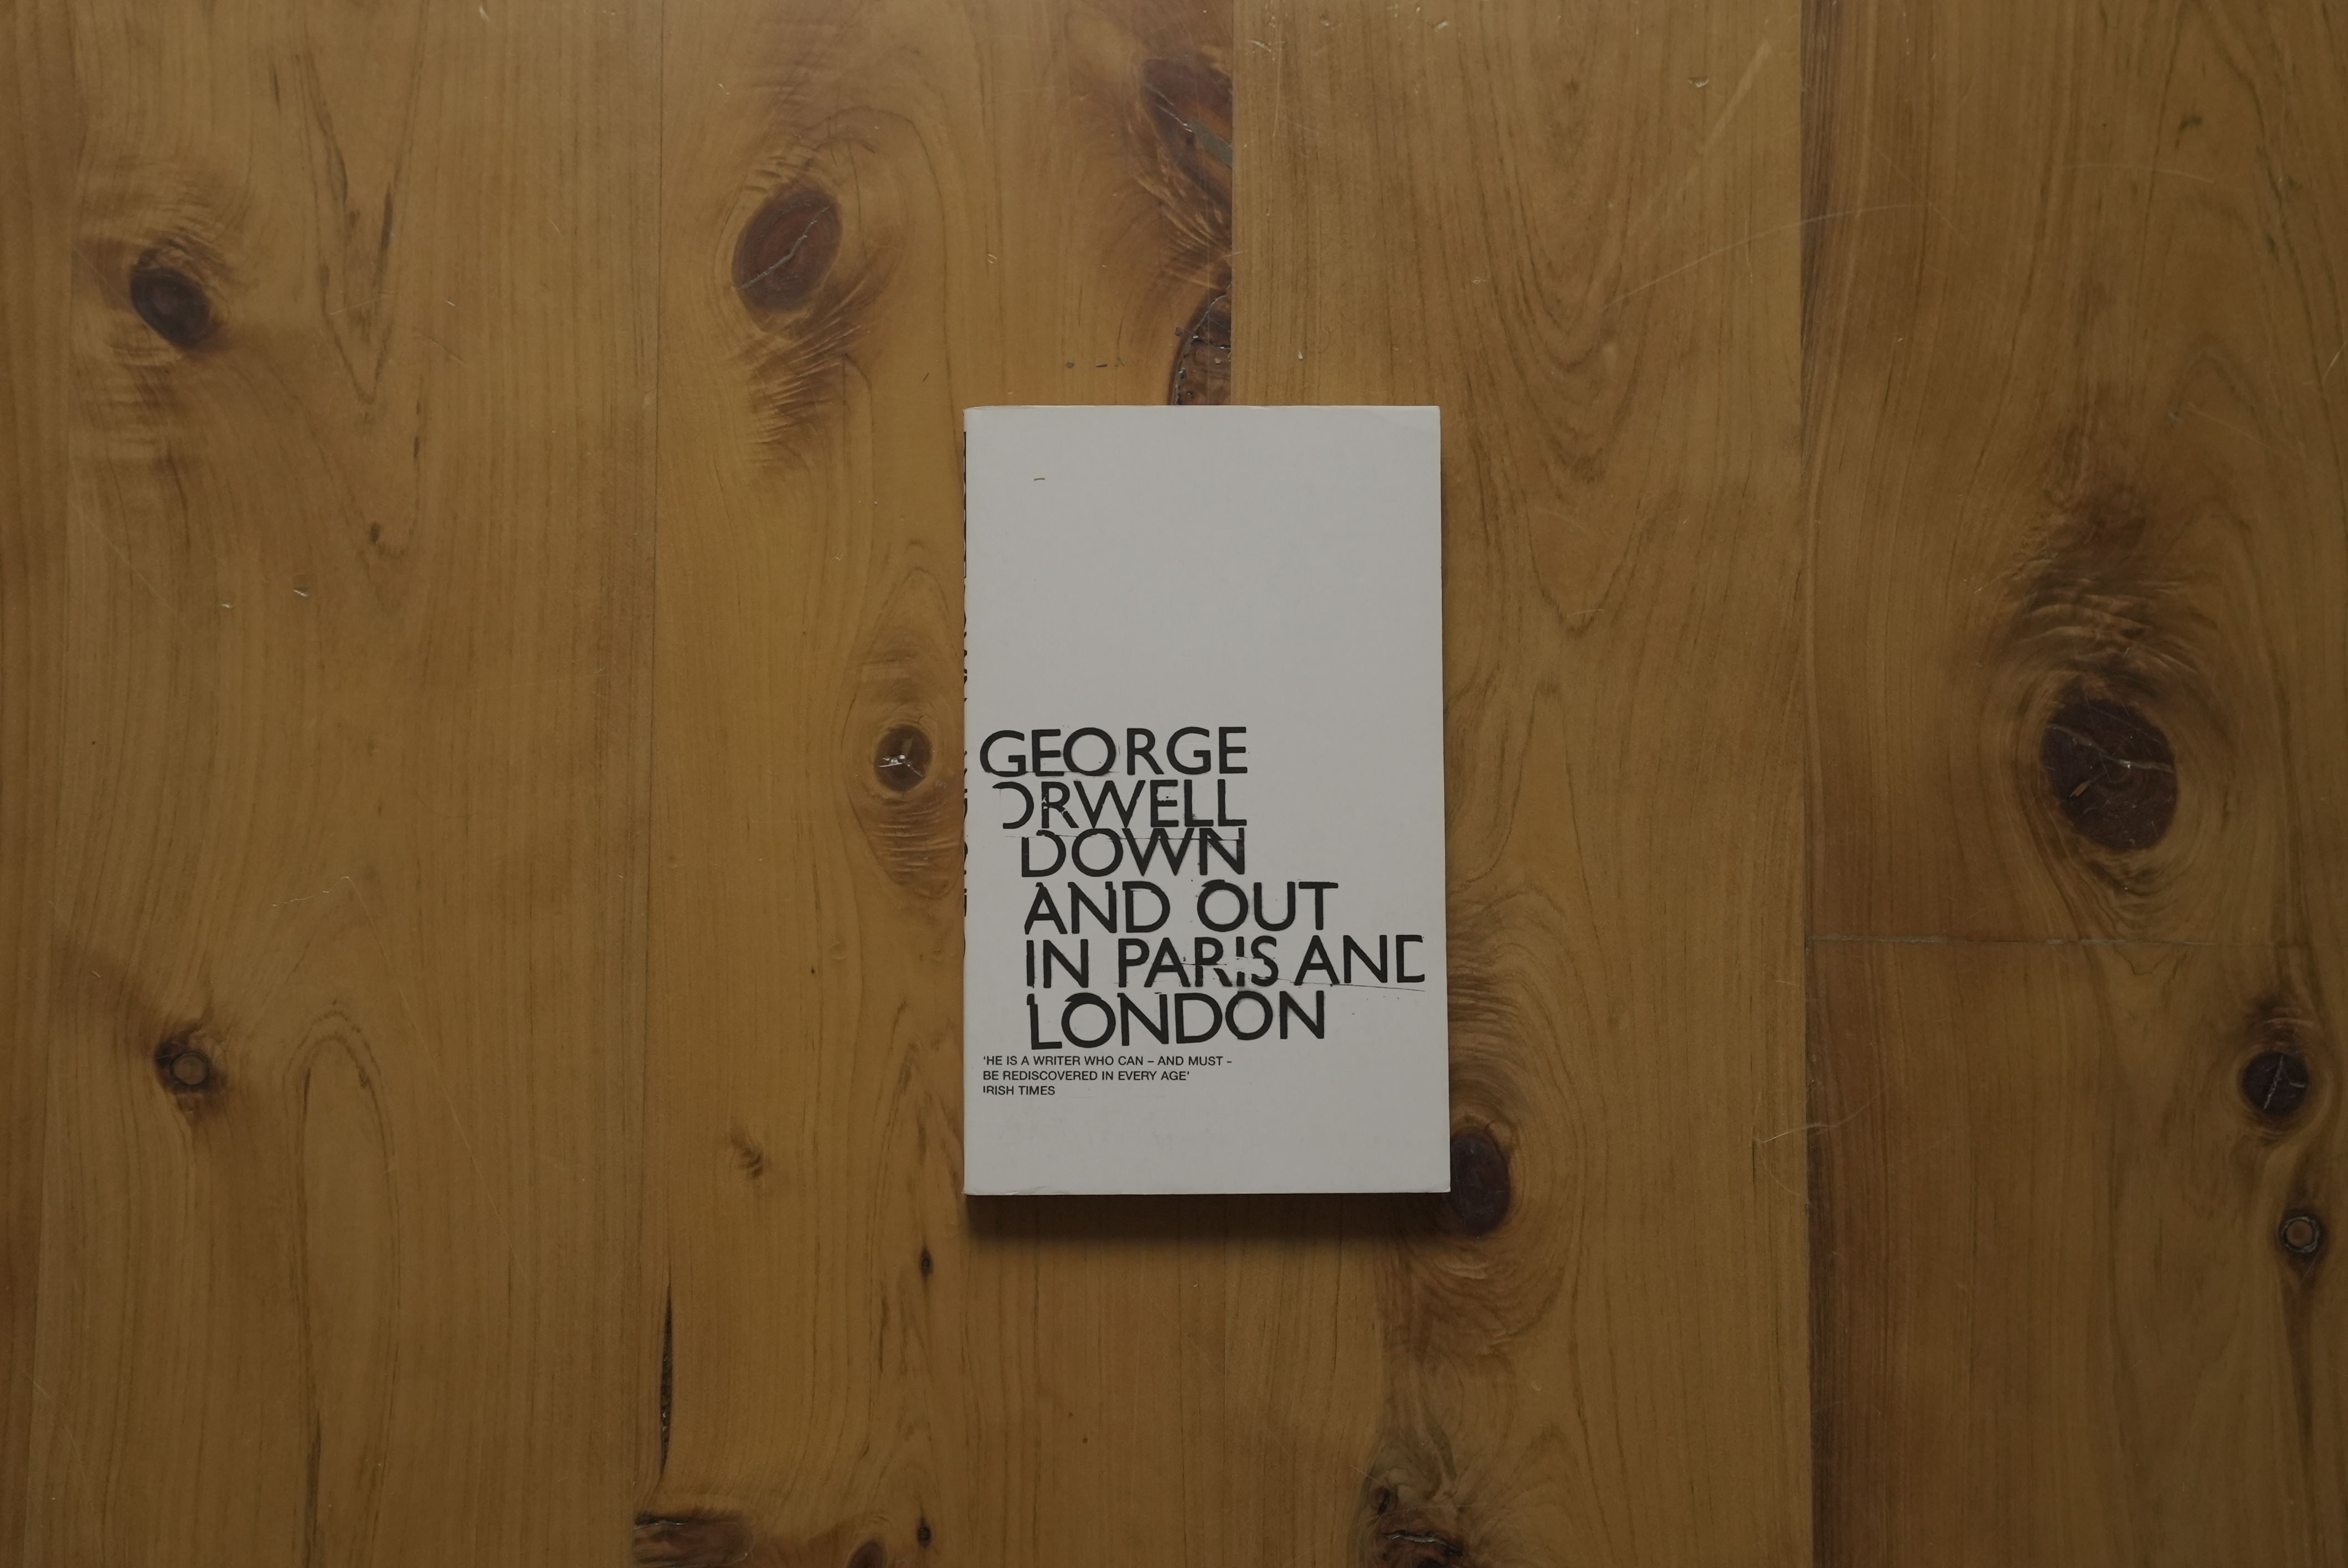 GEORGE
ORWELL
DOWN
AND OUT
IN PARIS AND
LONDON
'HE IS A WRITER WHO CAN – AND MUST –
BE REDISCOVERED IN EVERY AGE'
IRISH TIMES